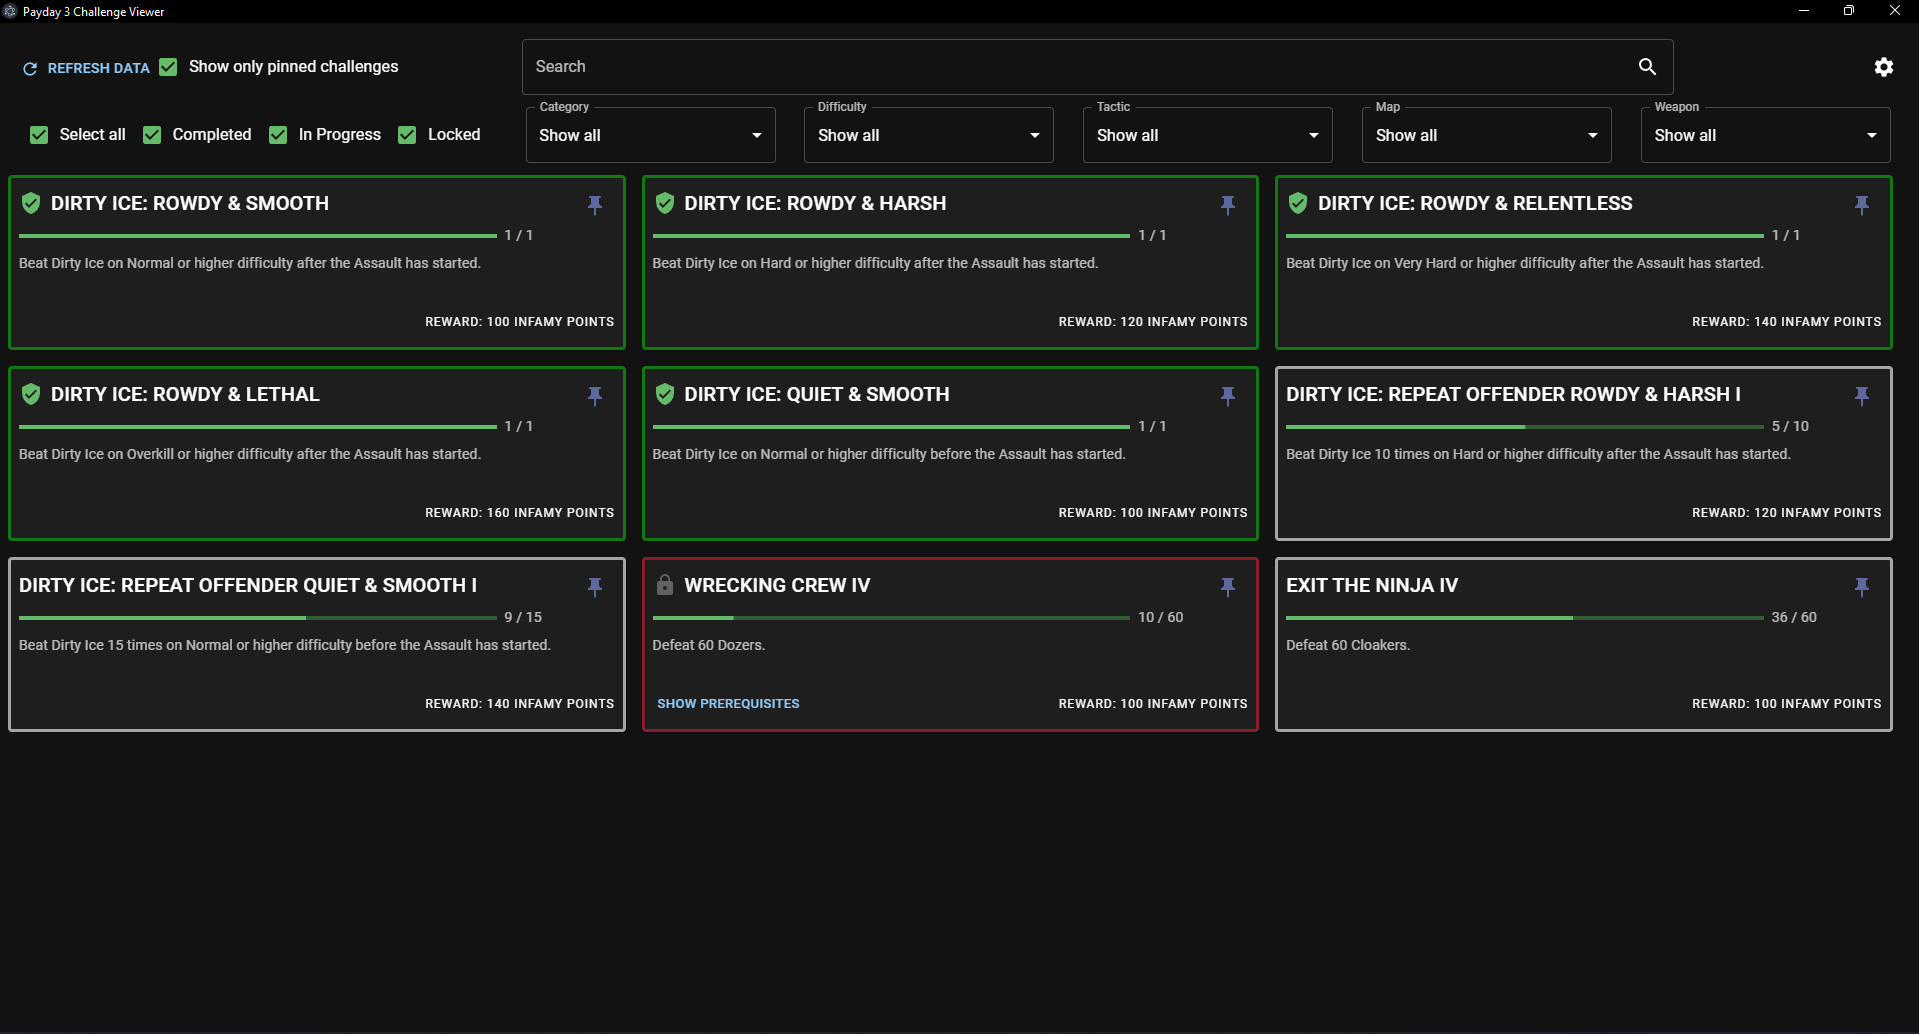 Payday 3 Challenge Viewer
REFRESH DATA
Show only pinned challenges
Search
Select all
Completed
In Progress
Locked
Category
Show all
Difficulty
Show all
Tactic
Show all
Map
Show all
Weapon
Show all
DIRTY ICE: ROWDY & SMOOTH
1 / 1
Beat Dirty Ice on Normal or higher difficulty after the Assault has started.
REWARD: 100 INFAMY POINTS
DIRTY ICE: ROWDY & HARSH
1 / 1
Beat Dirty Ice on Hard or higher difficulty after the Assault has started.
REWARD: 120 INFAMY POINTS
DIRTY ICE: ROWDY & RELENTLESS
1 / 1
Beat Dirty Ice on Very Hard or higher difficulty after the Assault has started.
REWARD: 140 INFAMY POINTS
DIRTY ICE: ROWDY & LETHAL
1 / 1
Beat Dirty Ice on Overkill or higher difficulty after the Assault has started.
REWARD: 160 INFAMY POINTS
DIRTY ICE: QUIET & SMOOTH
1 / 1
Beat Dirty Ice on Normal or higher difficulty before the Assault has started.
REWARD: 100 INFAMY POINTS
DIRTY ICE: REPEAT OFFENDER ROWDY & HARSH I
5 / 10
Beat Dirty Ice 10 times on Hard or higher difficulty after the Assault has started.
REWARD: 120 INFAMY POINTS
DIRTY ICE: REPEAT OFFENDER QUIET & SMOOTH I
9 / 15
Beat Dirty Ice 15 times on Normal or higher difficulty before the Assault has started.
REWARD: 140 INFAMY POINTS
WRECKING CREW IV
10 / 60
Defeat 60 Dozers.
SHOW PREREQUISITES
REWARD: 100 INFAMY POINTS
EXIT THE NINJA IV
36 / 60
Defeat 60 Cloakers.
REWARD: 100 INFAMY POINTS